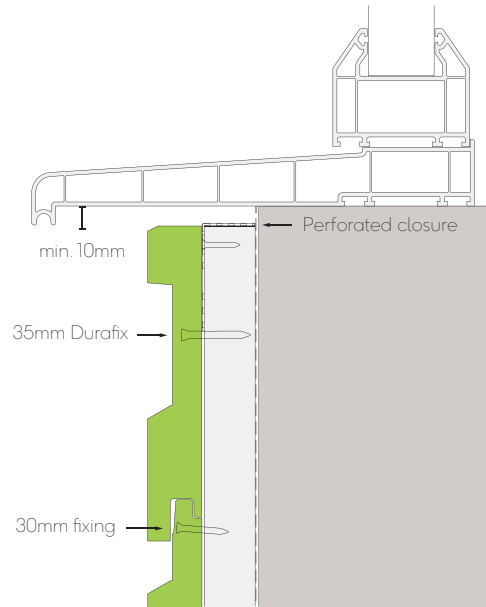 Perforated closure
min. 10mm
35mm Durafix
30mm fixing